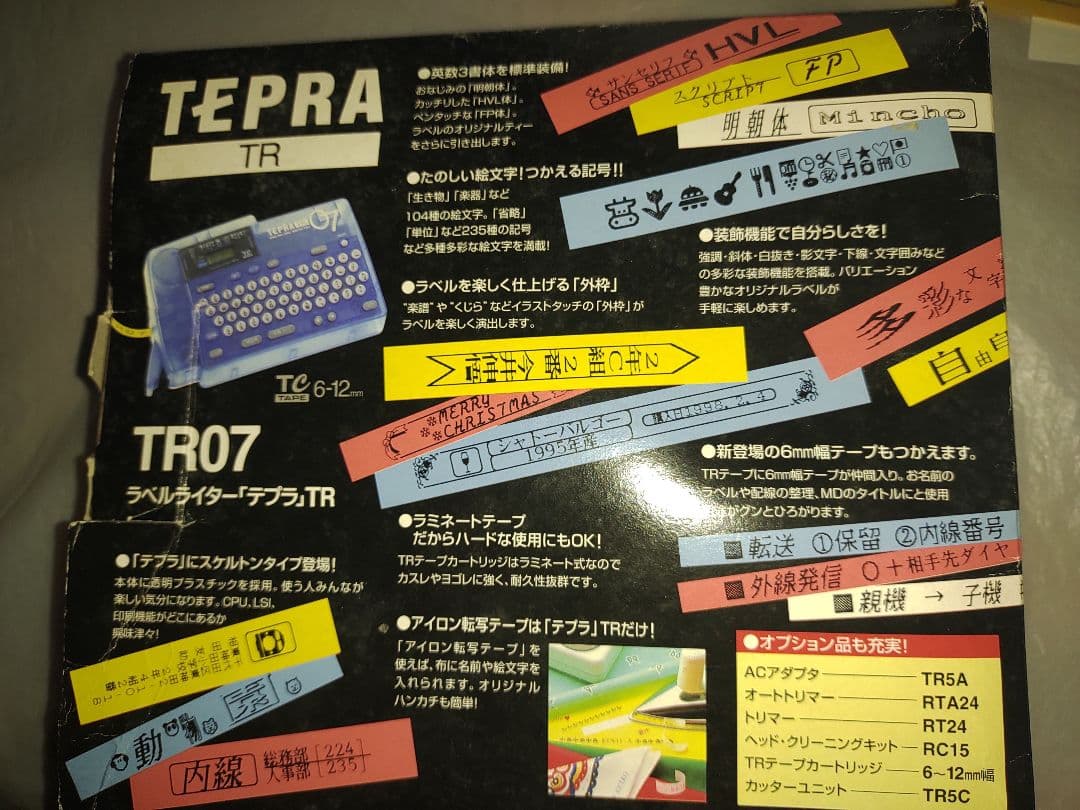 TEPRA
TR
TC
TAPE
6-12mm
TR07
ラベルライター「テプラ」TR
●英数3書体を標準装備!
おなじみの「明朝体」。
カッチリした「HVL体」。
ペンタッチな「FP体」。
ラベルのオリジナルティー
をさらに引き出します。
サンセリフ
SANS SERIF
HVL
スクリプト
SCRIPT
FP
明朝体
Mincho
●たのしい絵文字!つかえる記号!!
「生き物」「楽器」など
104種の絵文字。「省略」
「単位」など235種の記号
など多種多彩な絵文字を満載!
●ラベルを楽しく仕上げる「外枠」
"楽譜"や"くじら"などイラストタッチの「外枠」が
ラベルを楽しく演出します。
●装飾機能で自分らしさを!
強調・斜体・白抜き・影文字・下線・文字囲みなど
の多彩な装飾機能を搭載。バリエーション
豊かなオリジナルラベルが
手軽に楽しめます。
多彩な文字
自由自
2年C組 2番 今井伸悟
MERRY
CHRISTMAS
シャトーバルゴー
1995年産
1998.2.4
●新登場の6mm幅テープもつかえます。
TRテープに6mm幅テープが仲間入り。お名前の
ラベルや配線の整理、MDのタイトルにと使用
がグンとひろがります。
転送 ①保留 ②内線番号
外線発信 0+相手先ダイヤ
親機 → 子機
●ラミネートテープ
だからハードな使用にもOK!
TRテープカートリッジはラミネート式なので
カスレやヨゴレに強く、耐久性抜群です。
●「テプラ」にスケルトンタイプ登場!
本体に透明プラスチックを採用。使う人みんなが
楽しい気分になります。CPU、LSI、
印刷機能がどこにあるか
興味津々!
動
内線
総務部[224]
人事部[235]
●アイロン転写テープは「テプラ」TRだけ!
「アイロン転写テープ」を
使えば、布に名前や絵文字を
入れられます。オリジナル
ハンカチも簡単!
●オプション品も充実!
ACアダプタ TR5A
オートトリマー RTA24
トリマー RT24
ヘッド・クリーニングキット RC15
TRテープカートリッジ 6〜12mm幅
カッターユニット TR5C